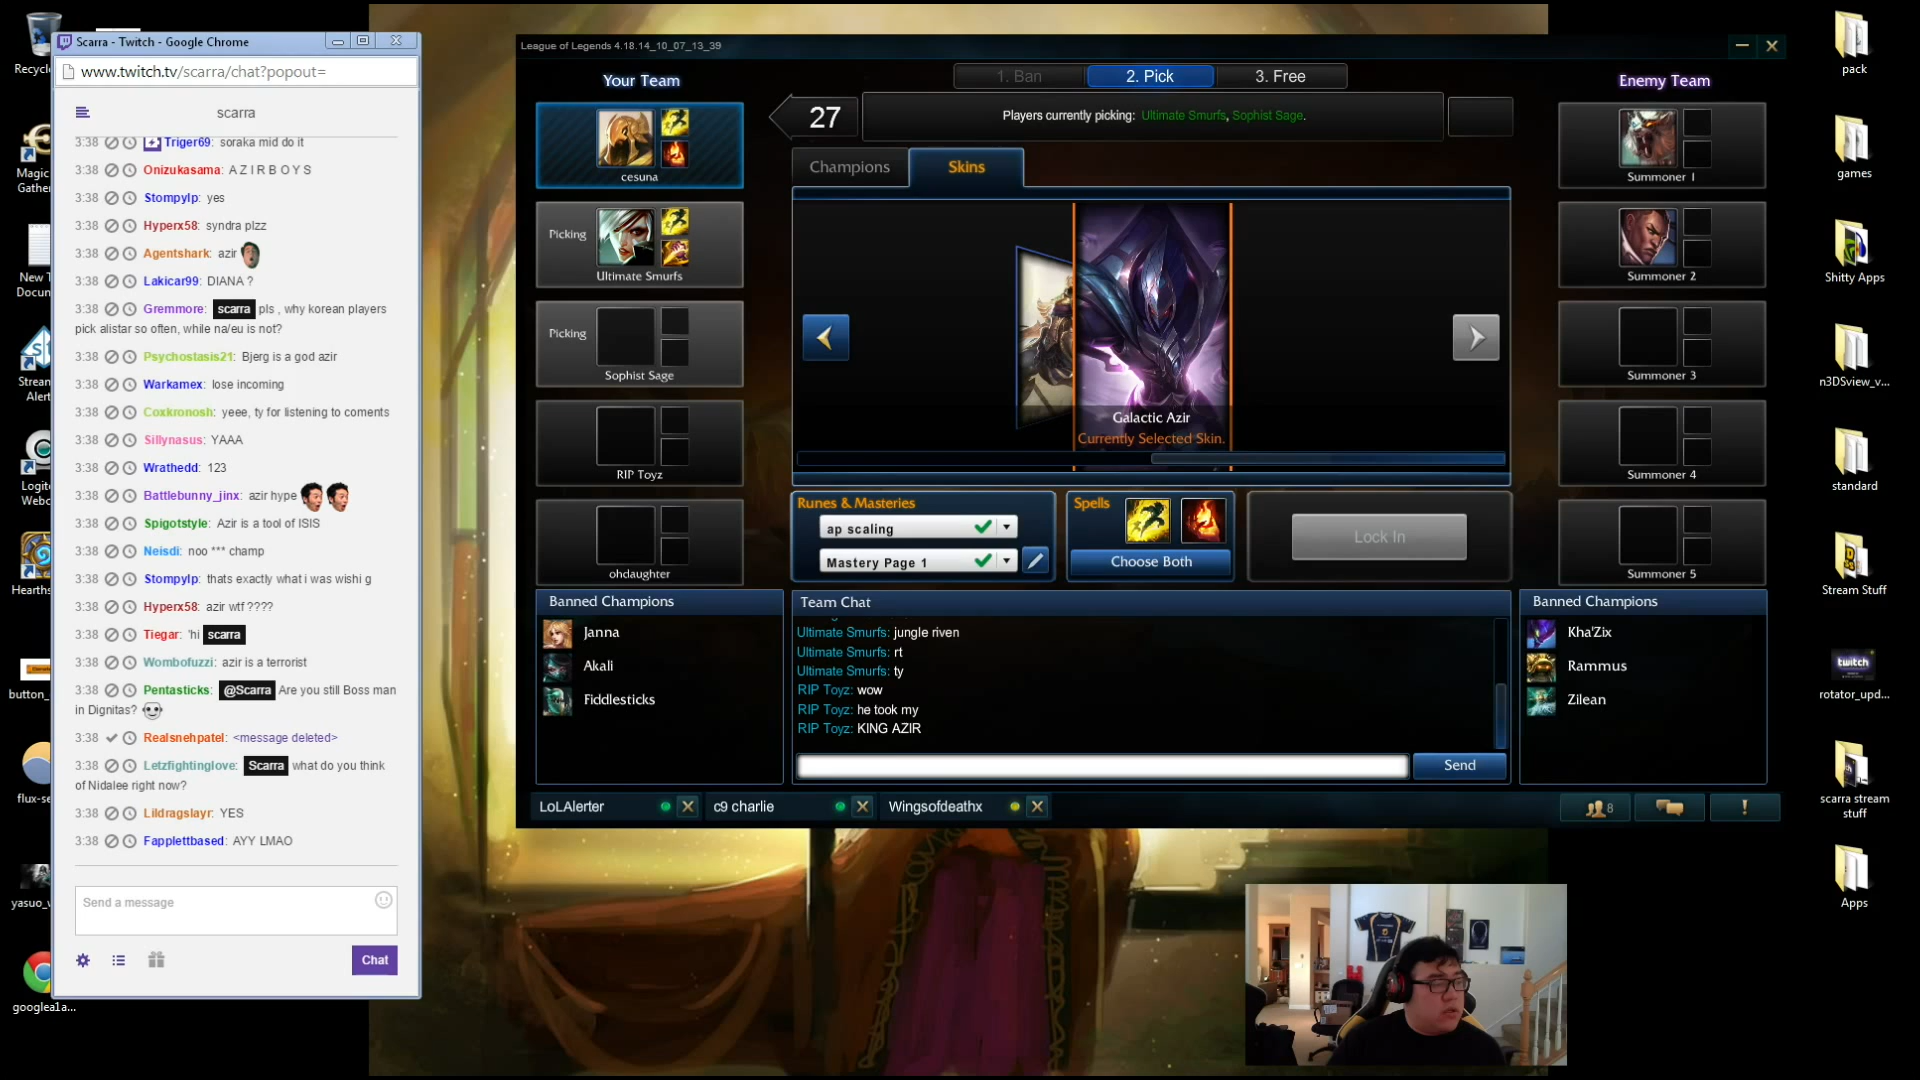 Scarra - Twitch - Google Chrome
www.twitch.tv/scarra/chat?popout=
scarra
3:38 Triger69: soraka mid do it
3:38 Onizukasama: A Z I R B O Y S
3:38 Stompylp: yes
3:38 Hyperx58: syndra plzz
3:38 Agentshark: azir
3:38 Lakicar99: DIANA ?
3:38 Gremmore: scarra pls , why korean players
pick alistar so often, while na/eu is not?
3:38 Psychostasis21: Bjerg is a god azir
3:38 Warkamex: lose incoming
3:38 Coxkronosh: yeee, ty for listening to coments
3:38 Sillynasus: YAAA
3:38 Wrathedd: 123
3:38 Battlebunny_jinx: azir hype
3:38 Spigotstyle: Azir is a tool of ISIS
3:38 Neisdi: noo *** champ
3:38 Stompylp: thats exactly what i was wishi g
3:38 Hyperx58: azir wtf ????
3:38 Tiegar: 'hi scarra
3:38 Wombofuzzi: azir is a terrorist
3:38 Pentasticks: @Scarra Are you still Boss man
in Dignitas?
3:38 Realsnehpatel: <message deleted>
3:38 Letzfightinglove: Scarra what do you think
of Nidalee right now?
3:38 Lildragslayr: YES
3:38 Fapplettbased: AYY LMAO
Send a message
Chat
League of Legends 4.18.14_10_07_13_39
Your Team
1. Ban
2. Pick
3. Free
Enemy Team
27
Players currently picking: Ultimate Smurfs, Sophist Sage.
cesuna
Picking
Ultimate Smurfs
Picking
Sophist Sage
RIP Toyz
ohdaughter
Champions
Skins
Galactic Azir
Currently Selected Skin.
Summoner 1
Summoner 2
Summoner 3
Summoner 4
Summoner 5
Runes & Masteries
ap scaling
Mastery Page 1
Spells
Choose Both
Lock In
Banned Champions
Janna
Akali
Fiddlesticks
Team Chat
Ultimate Smurfs: jungle riven
Ultimate Smurfs: rt
Ultimate Smurfs: ty
RIP Toyz: wow
RIP Toyz: he took my
RIP Toyz: KING AZIR
Send
Banned Champions
Kha'Zix
Rammus
Zilean
LoLAlerter
c9 charlie
Wingsofdeathx
8
pack
games
Shitty Apps
n3DSview_v...
standard
Stream Stuff
twitch
rotator_upd...
scarra stream
stuff
Apps
Recycle
Magic
Gather
New T
Docum
Stream
Alert
Logite
Webc
Hearths
button_
flux-se
yasuo_v
googlea1a...